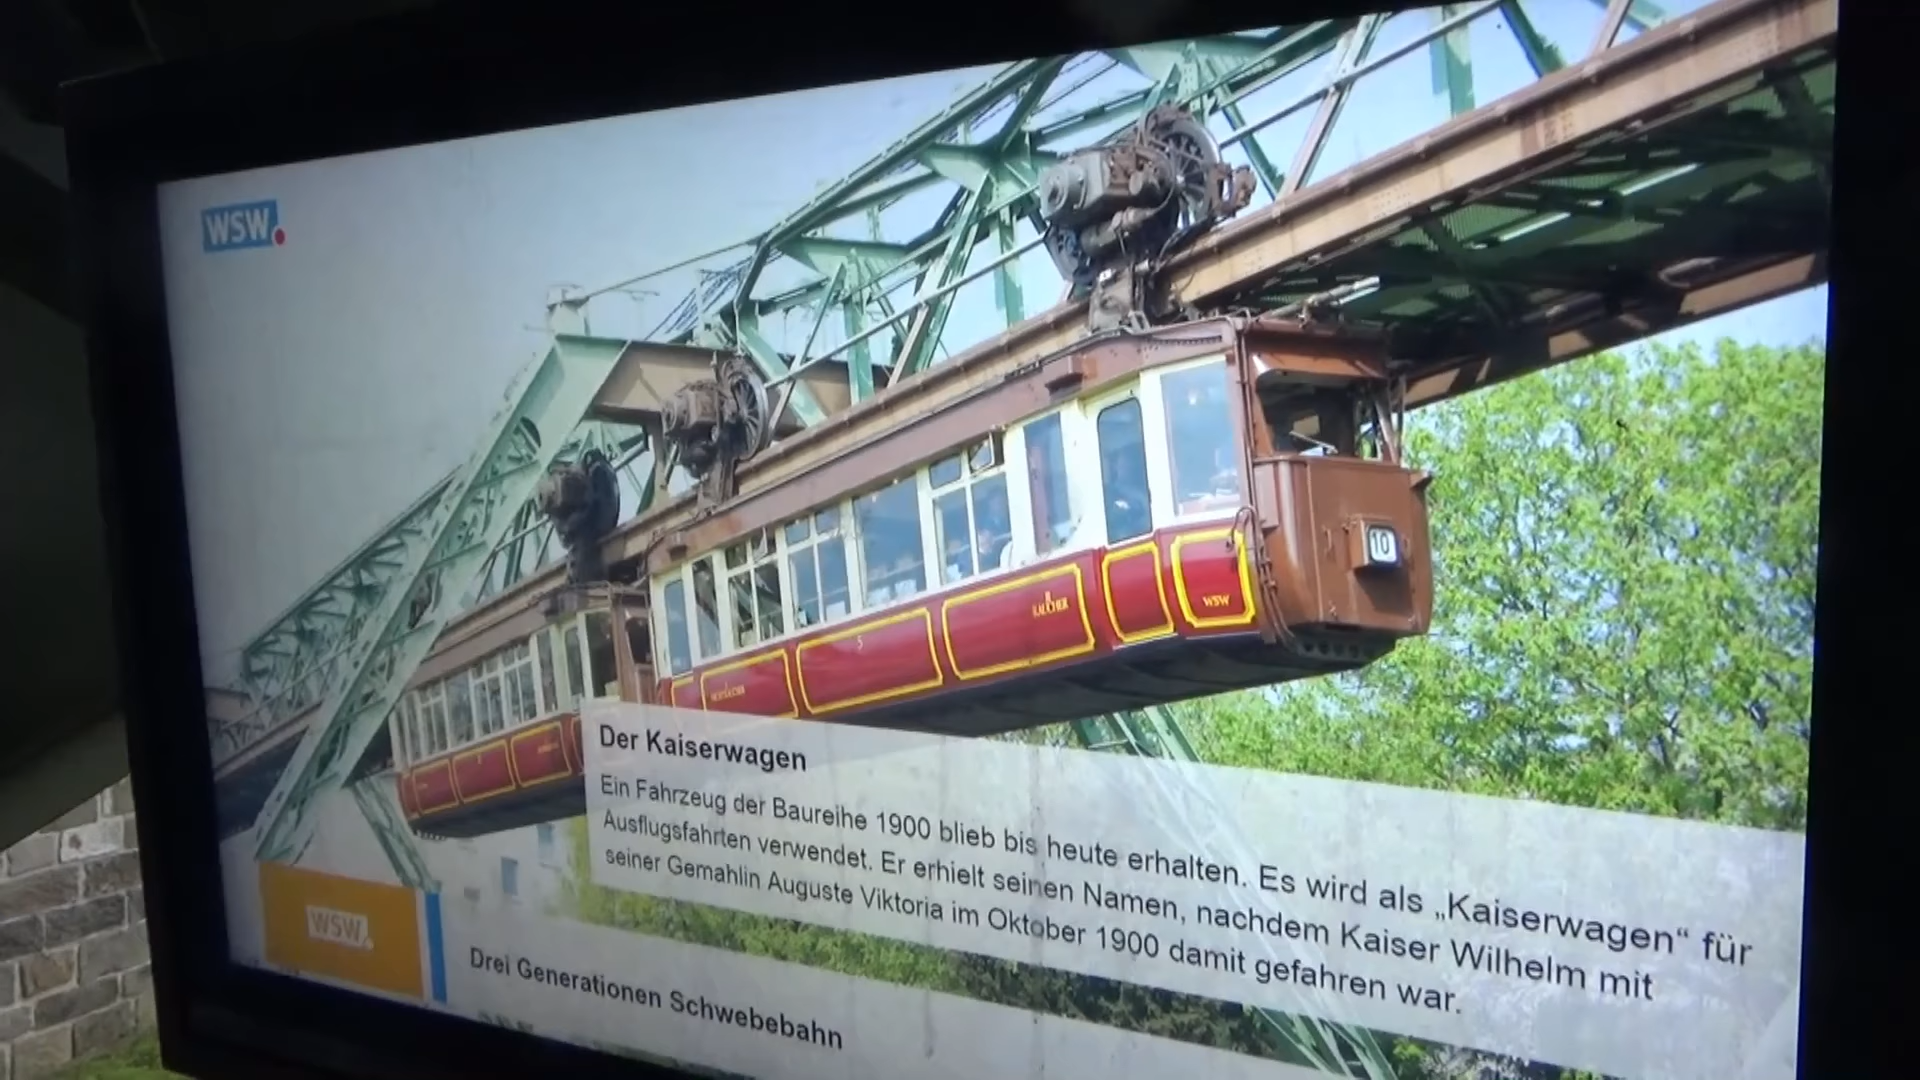 WSW.
10
5
WSW
Der Kaiserwagen
Ein Fahrzeug der Baureihe 1900 blieb bis heute erhalten. Es wird als „Kaiserwagen“ für
Ausflugsfahrten verwendet. Er erhielt seinen Namen, nachdem Kaiser Wilhelm mit
seiner Gemahlin Auguste Viktoria im Oktober 1900 damit gefahren war.
WSW.
Drei Generationen Schwebebahn